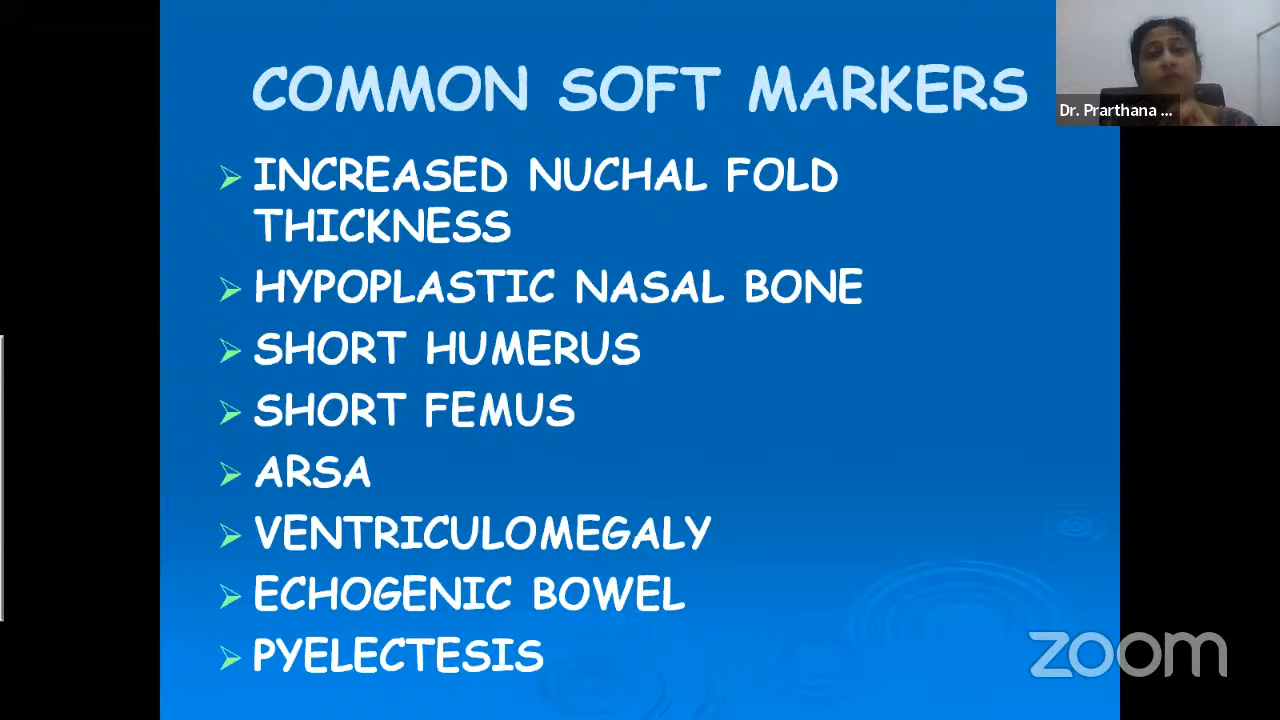 COMMON SOFT MARKERS
Dr. Prarthana ...
INCREASED NUCHAL FOLD
THICKNESS
HYPOPLASTIC NASAL BONE
SHORT HUMERUS
SHORT FEMUS
ARSA
VENTRICULOMEGALY
ECHOGENIC BOWEL
PYELECTESIS
zoom